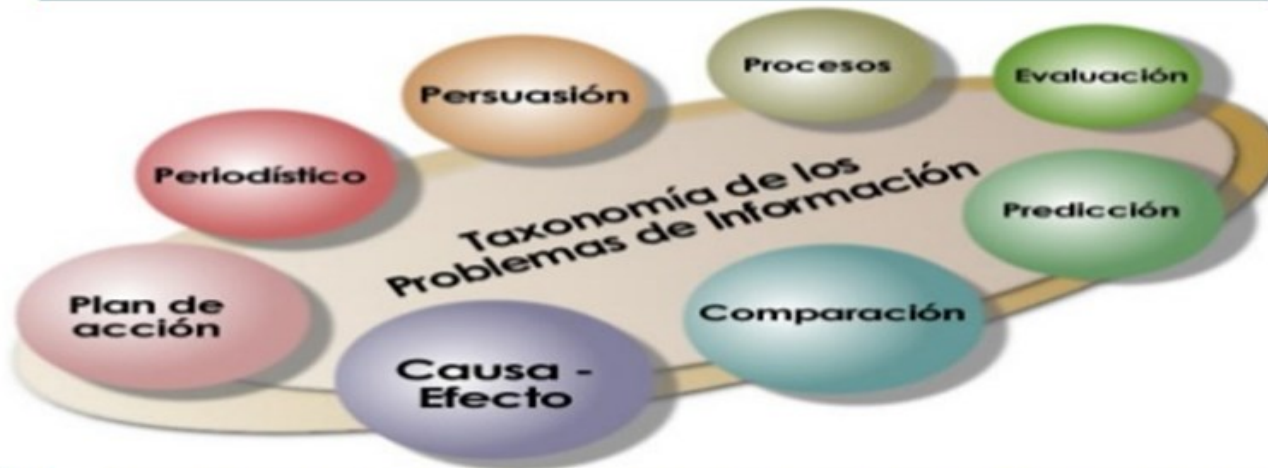 Persuasión
Procesos
Evaluación
Periodístico
Taxonomía de los
Problemas de Información
Predicción
Plan de
acción
Comparación
Causa -
Efecto